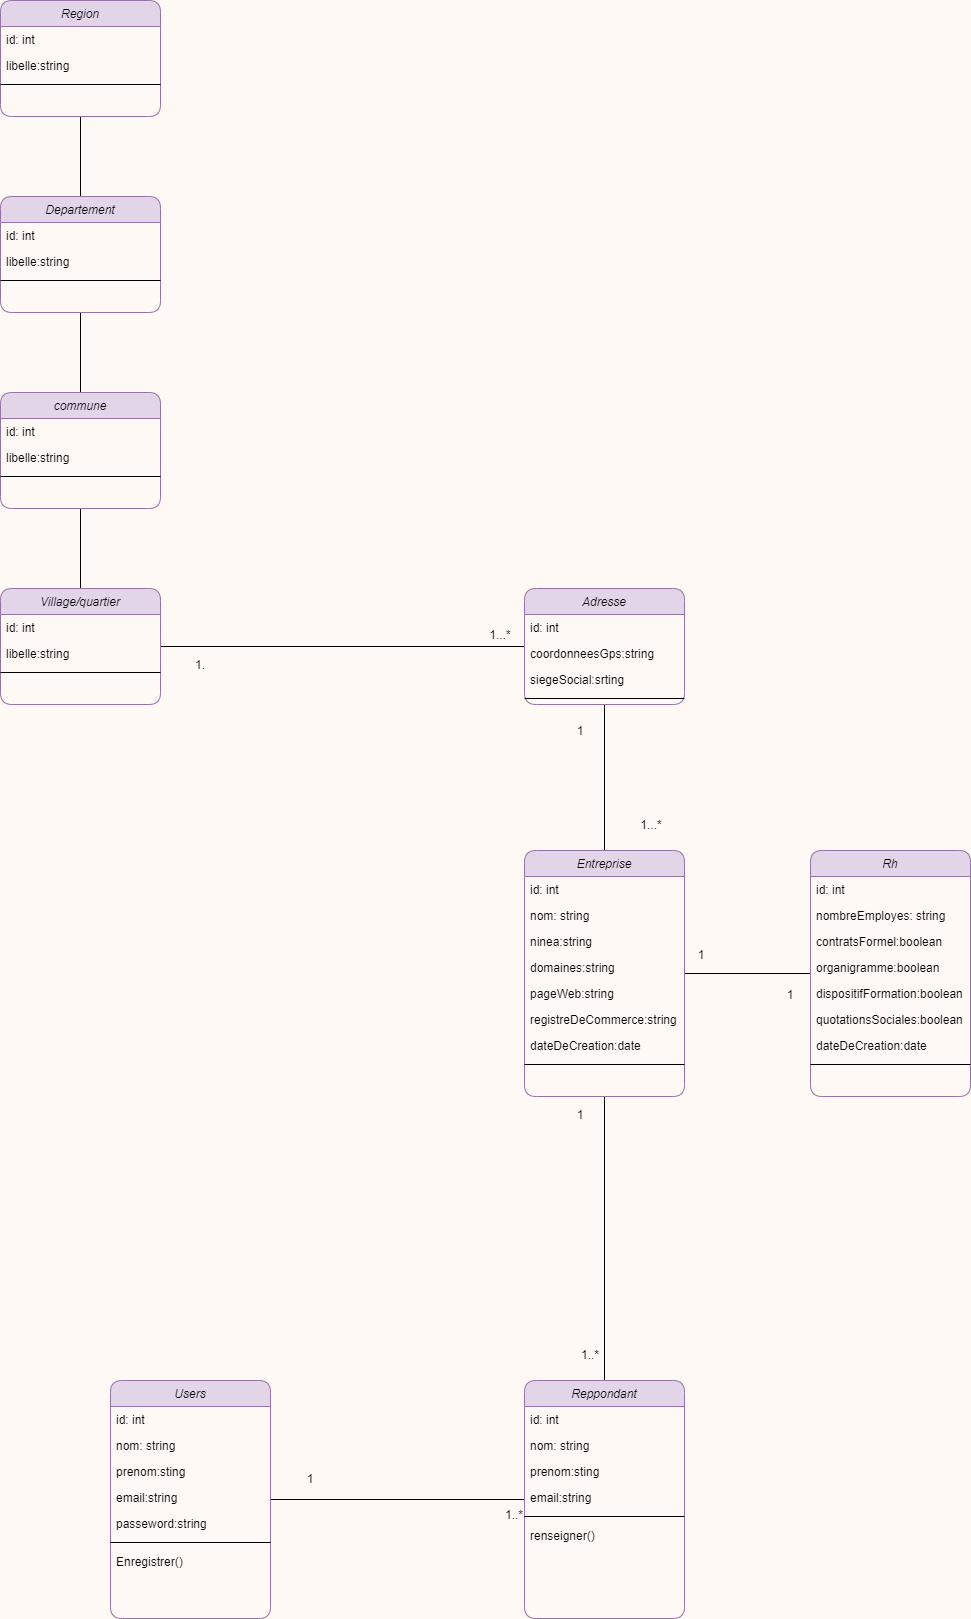 Region
id: int
libelle:string
Departement
id: int
libelle:string
commune
id: int
libelle:string
Village/quartier
id: int
libelle:string
1.
1...*
Adresse
id: int
coordonneesGps:string
siegeSocial:srting
1
1...*
Entreprise
id: int
nom: string
ninea:string
domaines:string
pageWeb:string
registreDeCommerce:string
dateDeCreation:date
1
1
Rh
id: int
nombreEmployes: string
contratsFormel:boolean
organigramme:boolean
dispositifFormation:boolean
quotationsSociales:boolean
dateDeCreation:date
1
1..*
Users
id: int
nom: string
prenom:sting
email:string
passeword:string
Enregistrer()
1
1..*
Reppondant
id: int
nom: string
prenom:sting
email:string
renseigner()